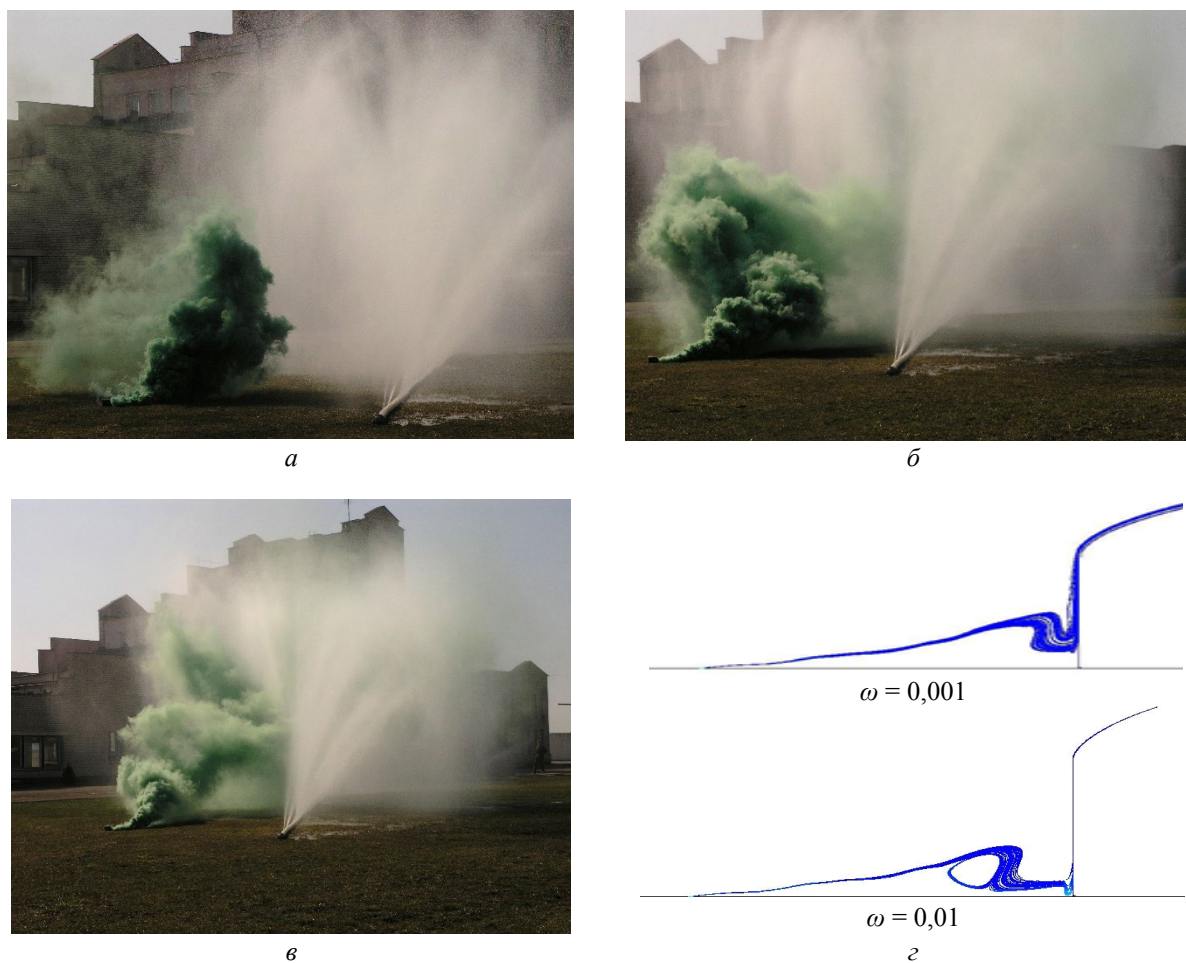 а
б
ω = 0,001
ω = 0,01
в
г